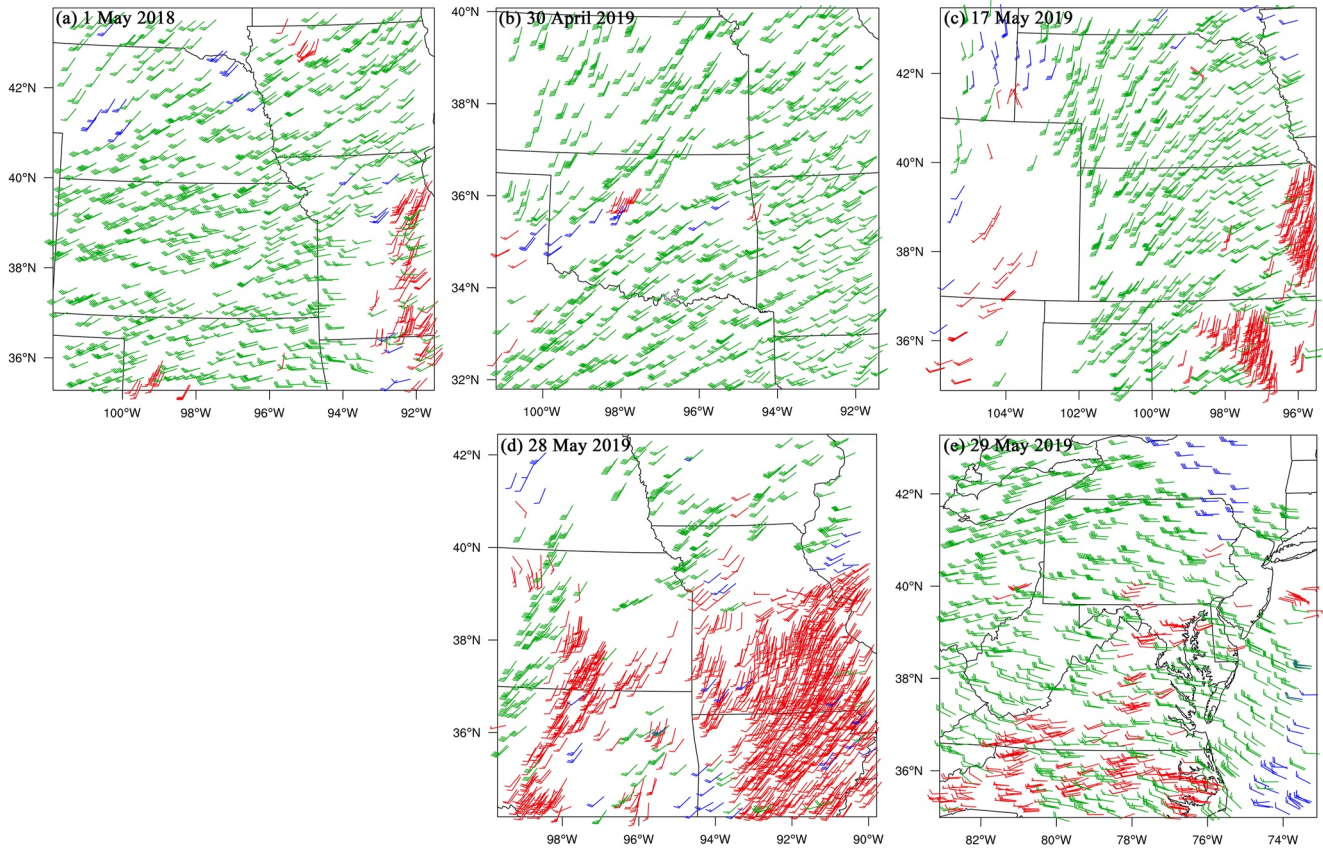 (a) 1 May 2018
42°N
40°N
38°N
36°N
100°W 98°W 96°W 94°W 92°W
(b) 30 April 2019
40°N
38°N
36°N
34°N
32°N
100°W 98°W 96°W 94°W 92°W
(c) 17 May 2019
42°N
40°N
38°N
36°N
104°W 102°W 100°W 98°W 96°W
(d) 28 May 2019
42°N
40°N
38°N
36°N
98°W 96°W 94°W 92°W 90°W
(e) 29 May 2019
42°N
40°N
38°N
36°N
82°W 80°W 78°W 76°W 74°W